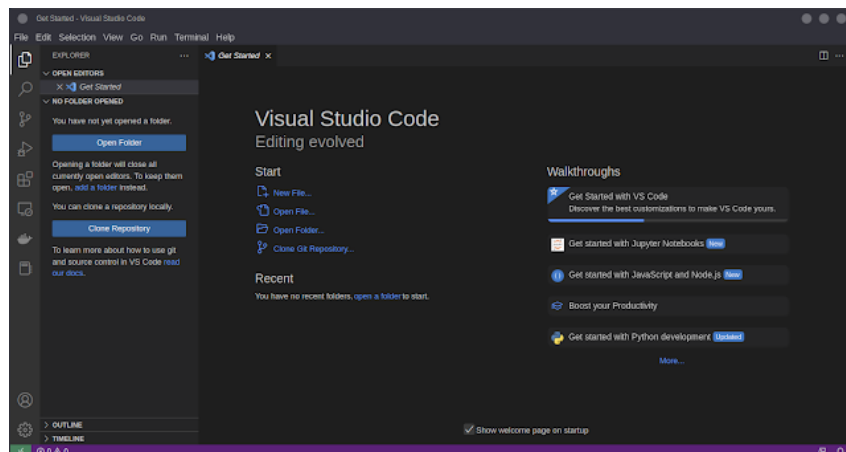 Get Started - Visual Studio Code
File Edit Selection View Go Run Terminal Help
EXPLORER
Get Started
OPEN EDITORS
Get Started
NO FOLDER OPENED
You have not yet opened a folder.
Open Folder
Opening a folder will close all
currently open editors. To keep them
open, add a folder instead.
You can clone a repository locally.
Clone Repository
To learn more about how to use git
and source control in VS Code read
our docs.
OUTLINE
TIMELINE
Visual Studio Code
Editing evolved
Start
New File...
Open File...
Open Folder...
Clone Git Repository...
Recent
You have no recent folders, open a folder to start.
Walkthroughs
Get Started with VS Code
Discover the best customizations to make VS Code yours.
Get started with Jupyter Notebooks New
Get started with JavaScript and Node.js New
Boost your Productivity
Get started with Python development Updated
More...
Show welcome page on startup
0 0